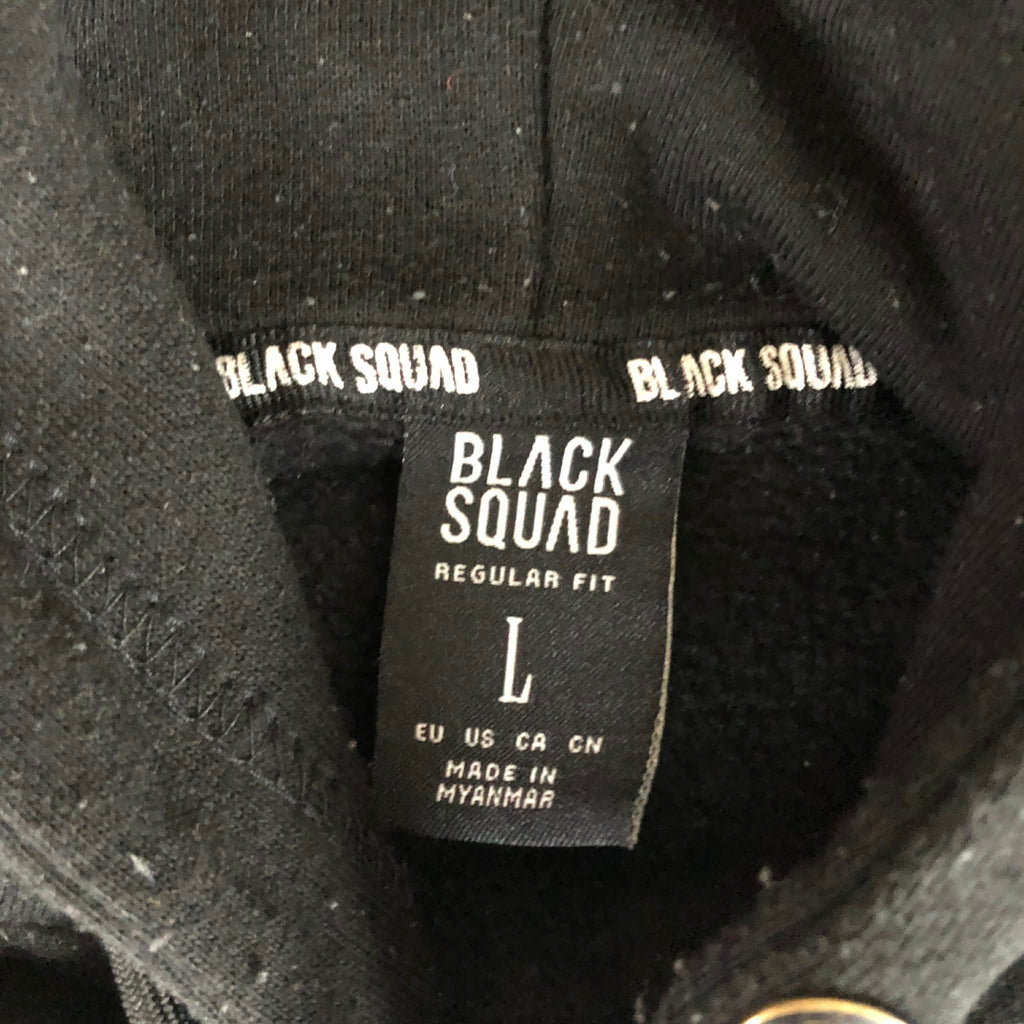 BLACK SQUAD BLACK SQUAD
BLACK
SQUAD
REGULAR FIT
L
EU US CA CN
MADE IN
MYANMAR